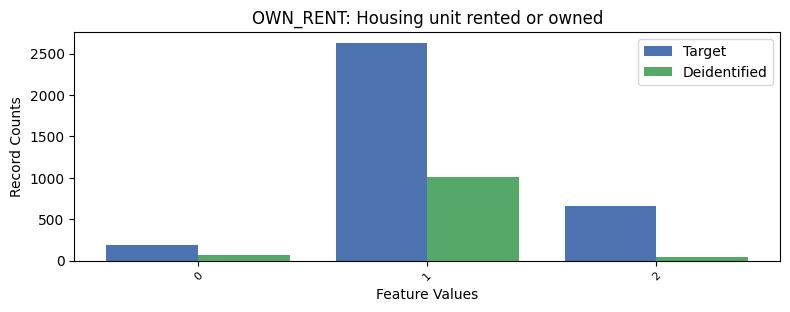 OWN_RENT: Housing unit rented or owned
Target
Deidentified
Record Counts
2500
2000
1500
1000
500
0
0
1
2
Feature Values